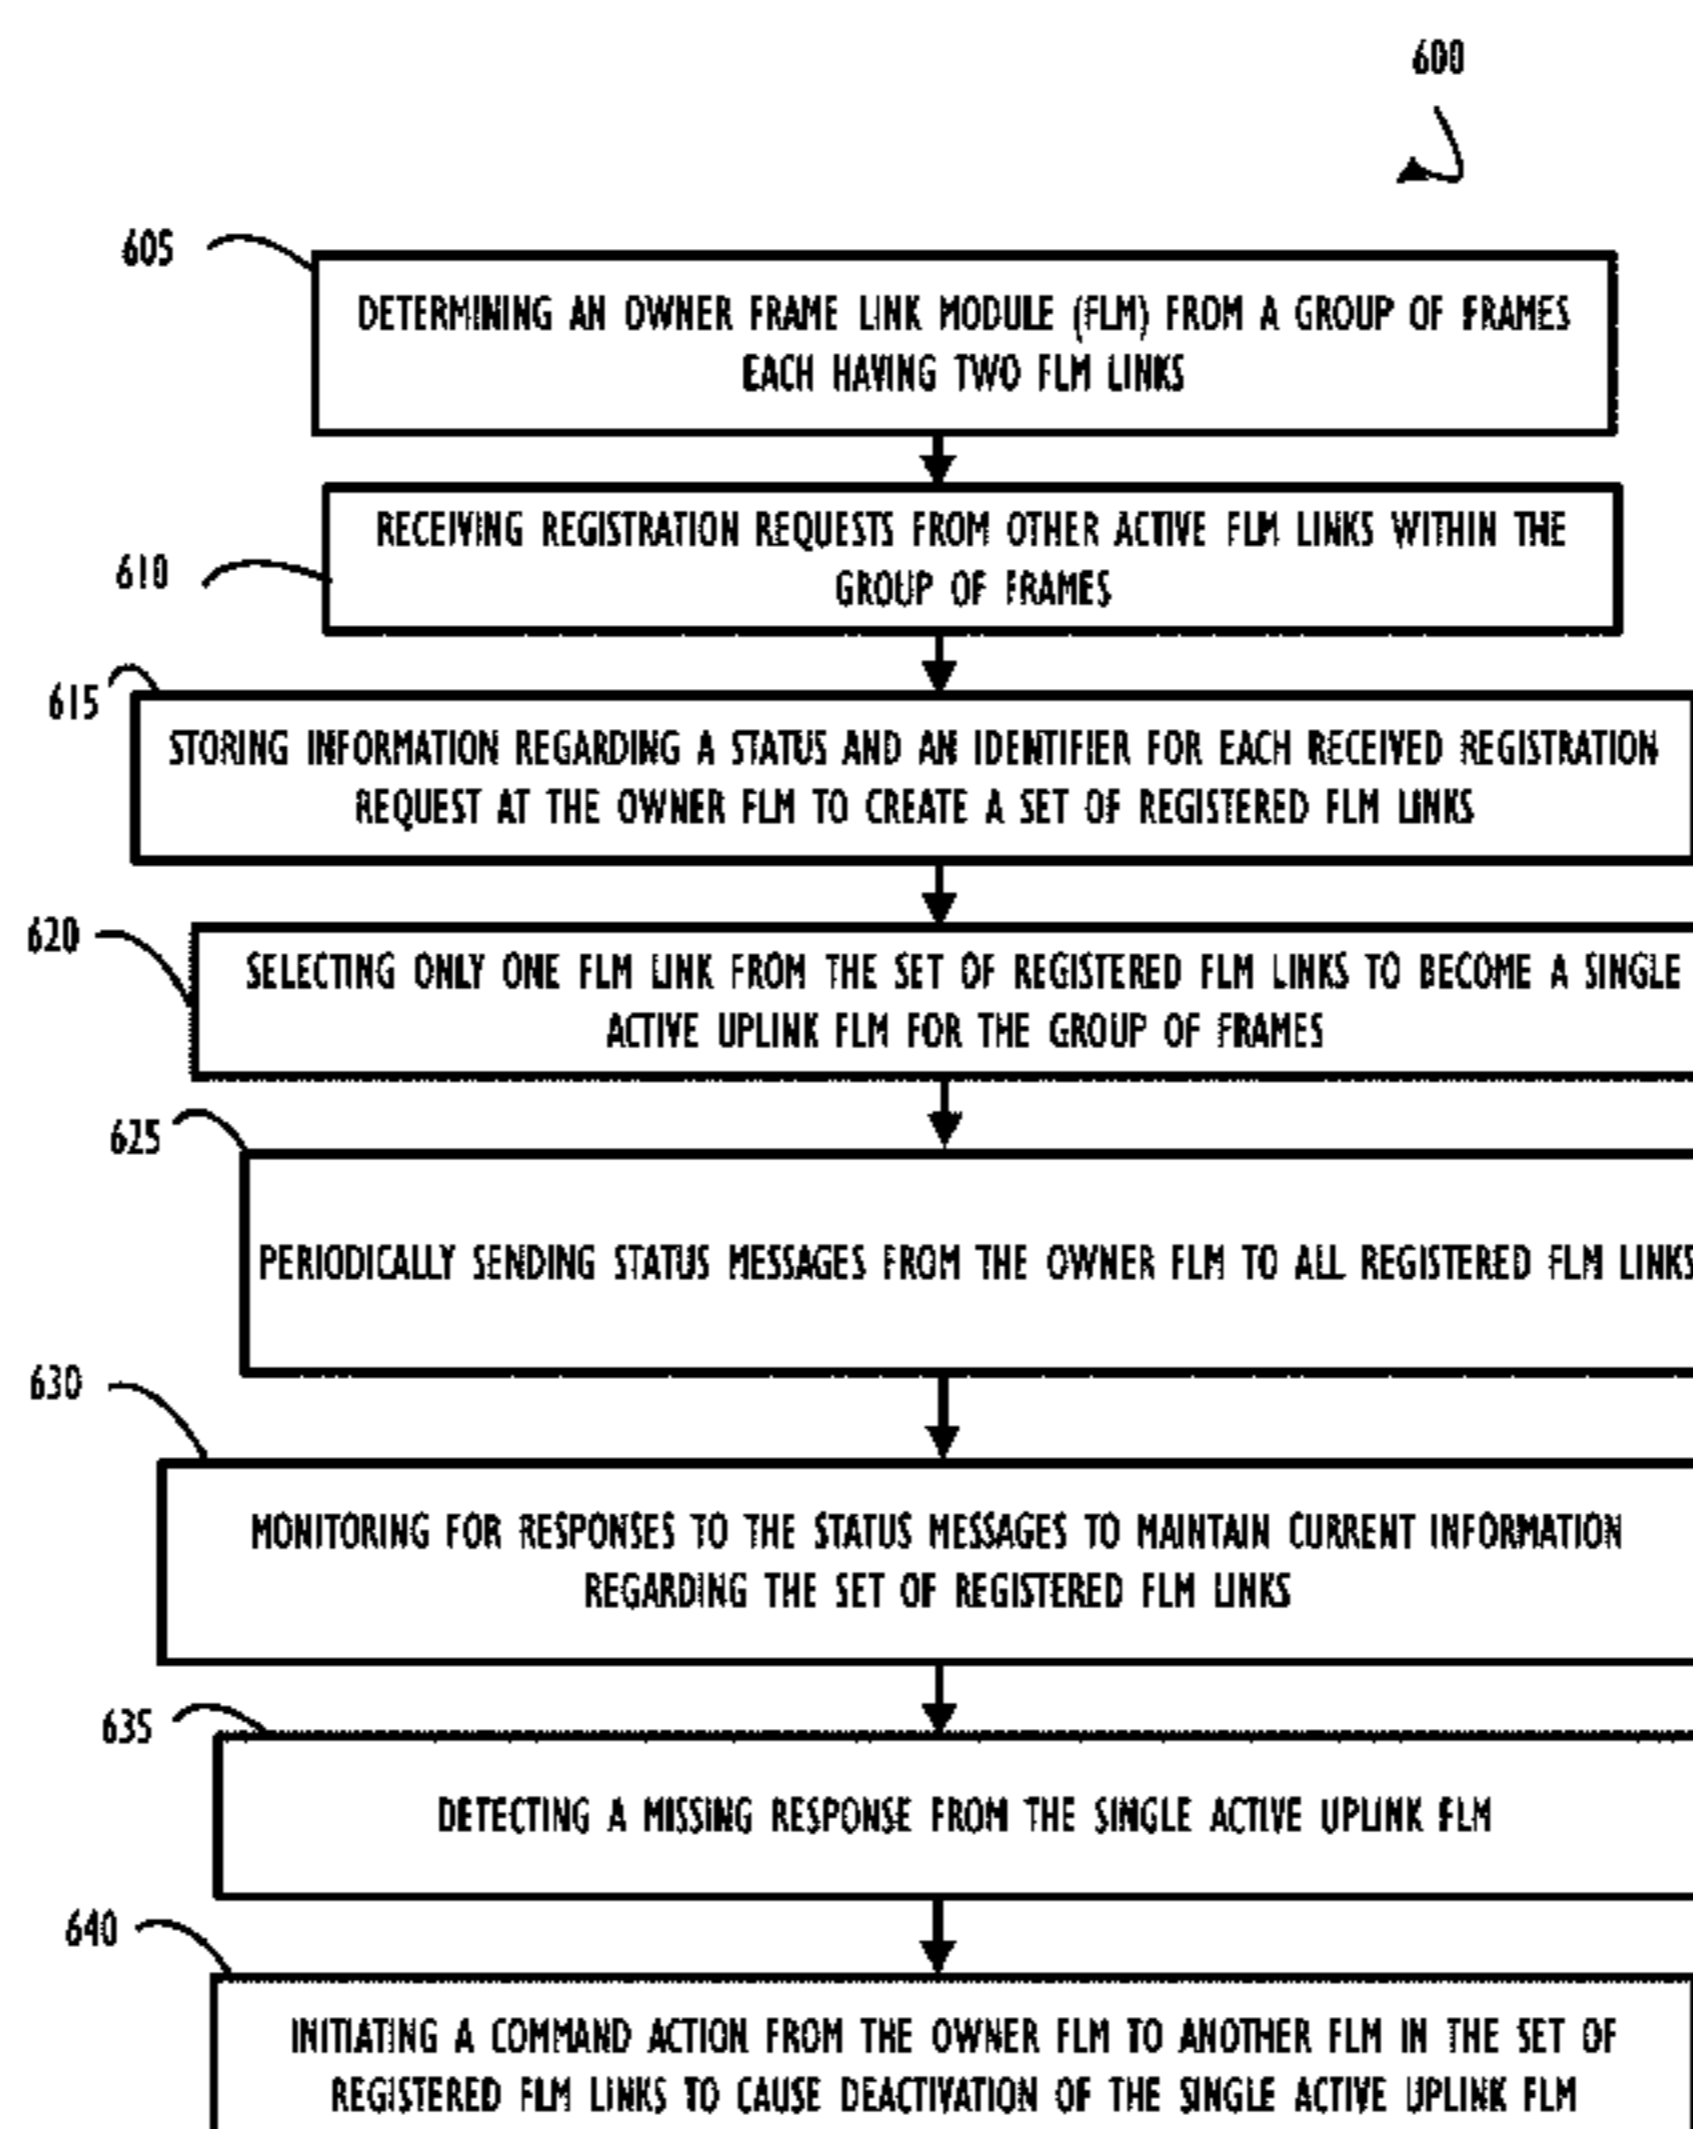 600
605
DETERMINING AN OWNER FRAME LINK MODULE (FLM) FROM A GROUP OF FRAMES
EACH HAVING TWO FLM LINKS
610
RECEIVING REGISTRATION REQUESTS FROM OTHER ACTIVE FLM LINKS WITHIN THE
GROUP OF FRAMES
615
STORING INFORMATION REGARDING A STATUS AND AN IDENTIFIER FOR EACH RECEIVED REGISTRATION
REQUEST AT THE OWNER FLM TO CREATE A SET OF REGISTERED FLM LINKS
620
SELECTING ONLY ONE FLM LINK FROM THE SET OF REGISTERED FLM LINKS TO BECOME A SINGLE
ACTIVE UPLINK FLM FOR THE GROUP OF FRAMES
625
PERIODICALLY SENDING STATUS MESSAGES FROM THE OWNER FLM TO ALL REGISTERED FLM LINKS
630
MONITORING FOR RESPONSES TO THE STATUS MESSAGES TO MAINTAIN CURRENT INFORMATION
REGARDING THE SET OF REGISTERED FLM LINKS
635
DETECTING A MISSING RESPONSE FROM THE SINGLE ACTIVE UPLINK FLM
640
INITIATING A COMMAND ACTION FROM THE OWNER FLM TO ANOTHER FLM IN THE SET OF
REGISTERED FLM LINKS TO CAUSE DEACTIVATION OF THE SINGLE ACTIVE UPLINK FLM